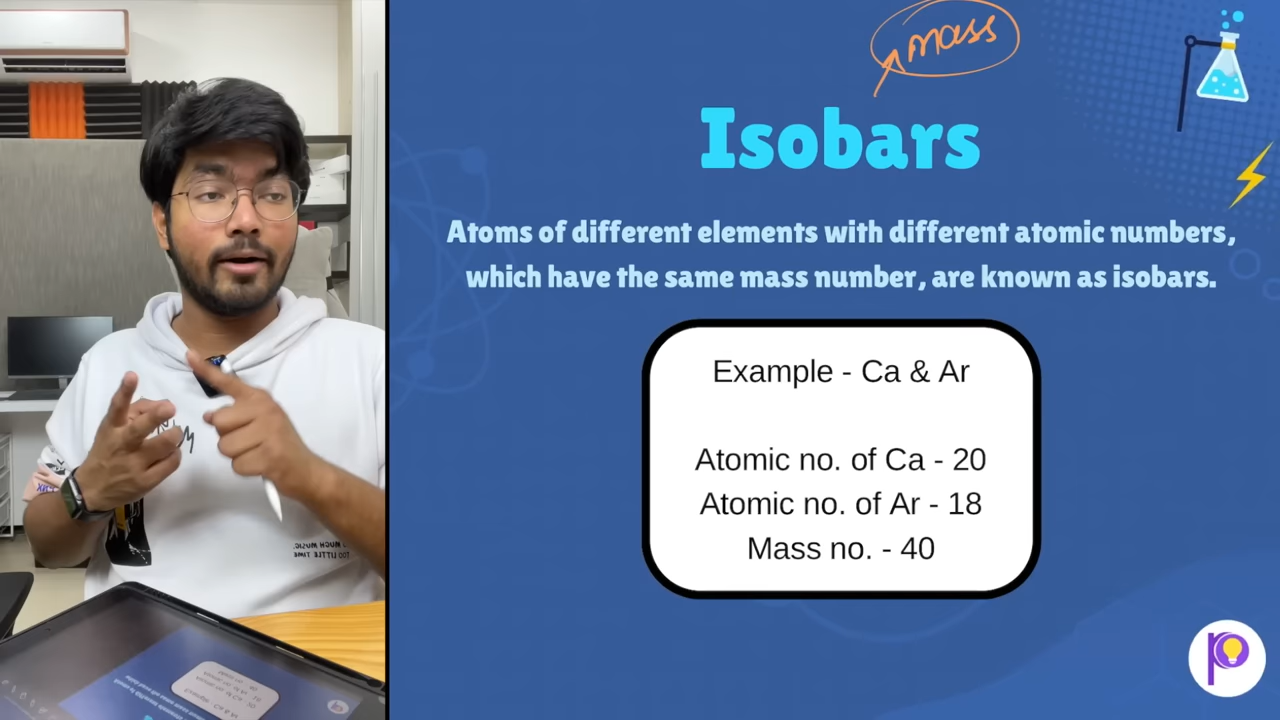 mass
Isobars
Atoms of different elements with different atomic numbers,
which have the same mass number, are known as isobars.
Example - Ca & Ar
Atomic no. of Ca - 20
Atomic no. of Ar - 18
Mass no. - 40